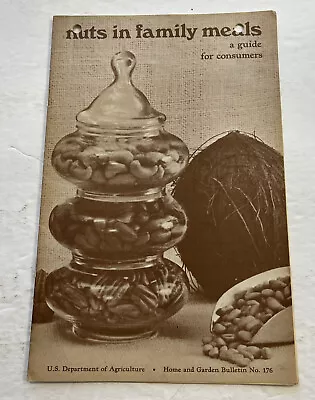 nuts in family meals
a guide
for consumers
U.S. Department of Agriculture • Home and Garden Bulletin No. 176